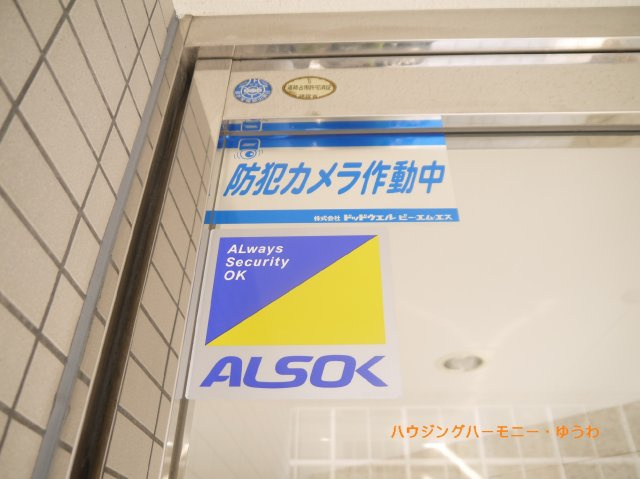 防犯カメラ作動中
株式会社 ドッドウエル ビー・エム・エス
ALways
Security
OK
ALSOK
ハウジングハーモニー・ゆうわ